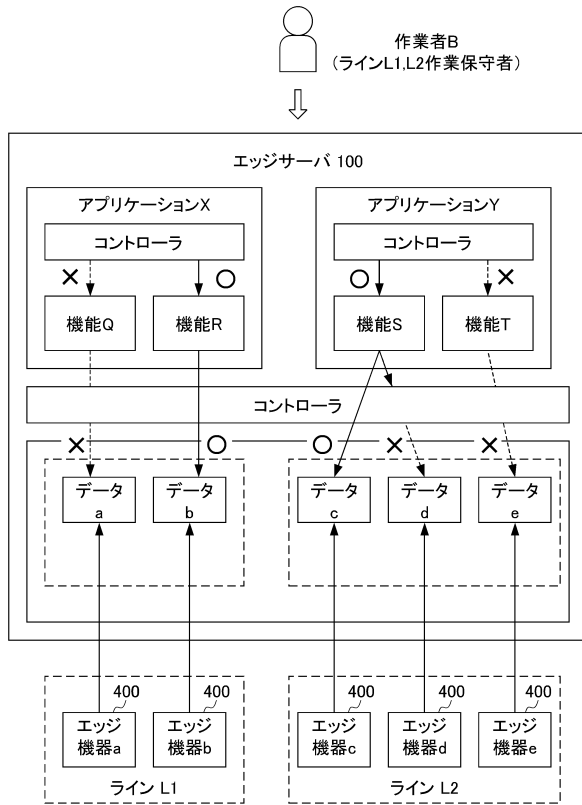 作業者B
(ラインL1,L2作業保守者)
エッジサーバ 100
アプリケーションX
コントローラ
× ○
機能Q 機能R
アプリケーションY
コントローラ
○ ×
機能S 機能T
コントローラ
× ○ ○ × ×
データ
a
データ
b
データ
c
データ
d
データ
e
400 400 400 400 400
エッジ
機器a
エッジ
機器b
エッジ
機器c
エッジ
機器d
エッジ
機器e
ライン L1
ライン L2